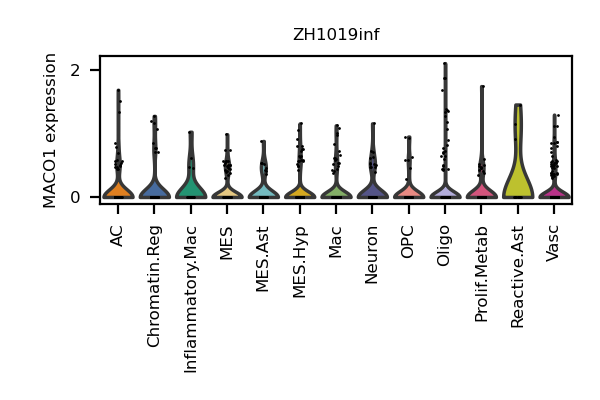 ZH1019inf
MACO1 expression
2
0
AC
Chromatin.Reg
Inflammatory.Mac
MES
MES.Ast
MES.Hyp
Mac
Neuron
OPC
Oligo
Prolif.Metab
Reactive.Ast
Vasc